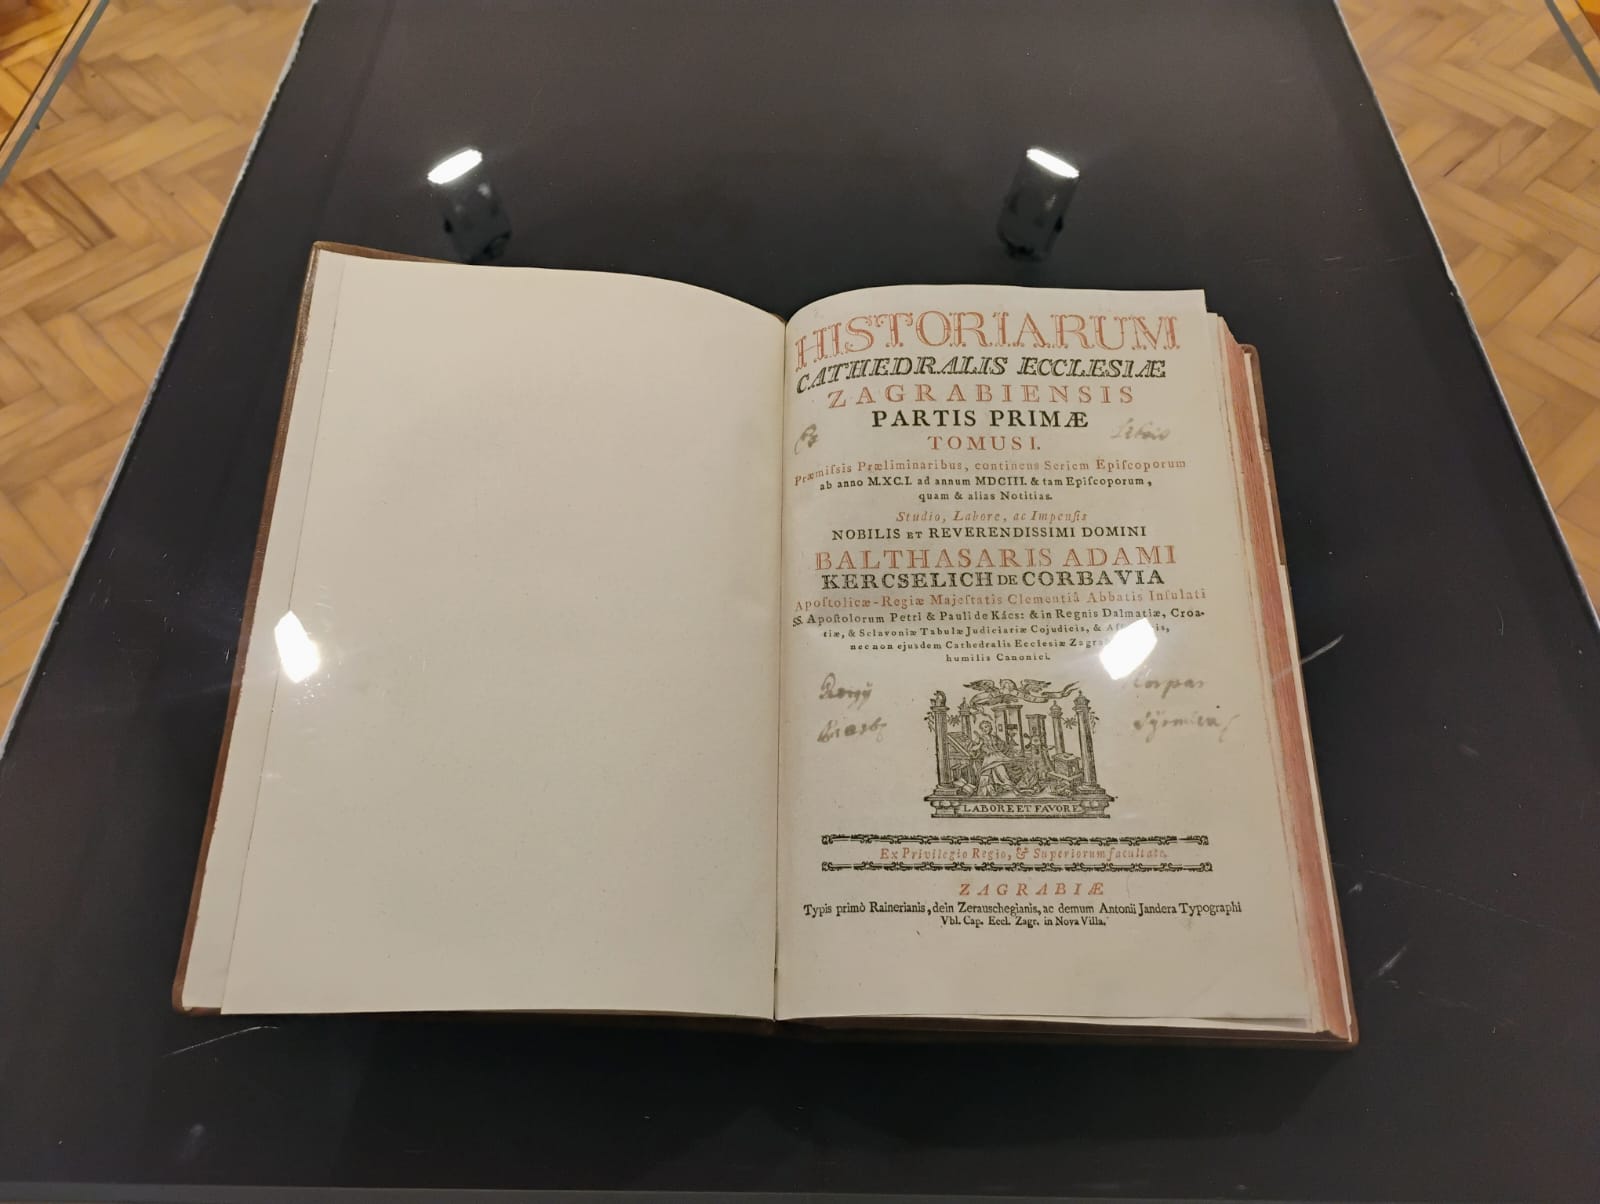 HISTORIARUM
CATHEDRALIS ECCLESIÆ
ZAGRABIENSIS
PARTIS PRIMÆ
TOMUS I.
Præmiſsis Præliminaribus, continens Seriem Epiſcoporum
ab anno M.XC.I. ad annum MDCIII. & tam Epiſcoporum,
quam & alias Notitias.
Studio, Labore, ac Impenſis
NOBILIS ET REVERENDISSIMI DOMINI
BALTHASARIS ADAMI
KERCSELICH DE CORBAVIA
Apoſtolicæ-Regiæ Majeſtatis Clementiâ Abbatis Inſulati
SS. Apoſtolorum Petri & Pauli de Kács: & in Regnis Dalmatiæ, Croa-
tiæ, & Sclavoniæ Tabulæ Judiciariæ Cojudicis, &
nec non ejusdem Cathedralis Eccleſiæ
humilis Canonici.
LABORE ET FAVORE
Ex Privilegio Regio, & Superiorum facultate.
ZAGRABIÆ
Typis primò Rainerianis, dein Zerauschegianis, ac demum Antonii Jandera Typographi
Vbl. Cap. Eccl. Zagr. in Nova Villa.